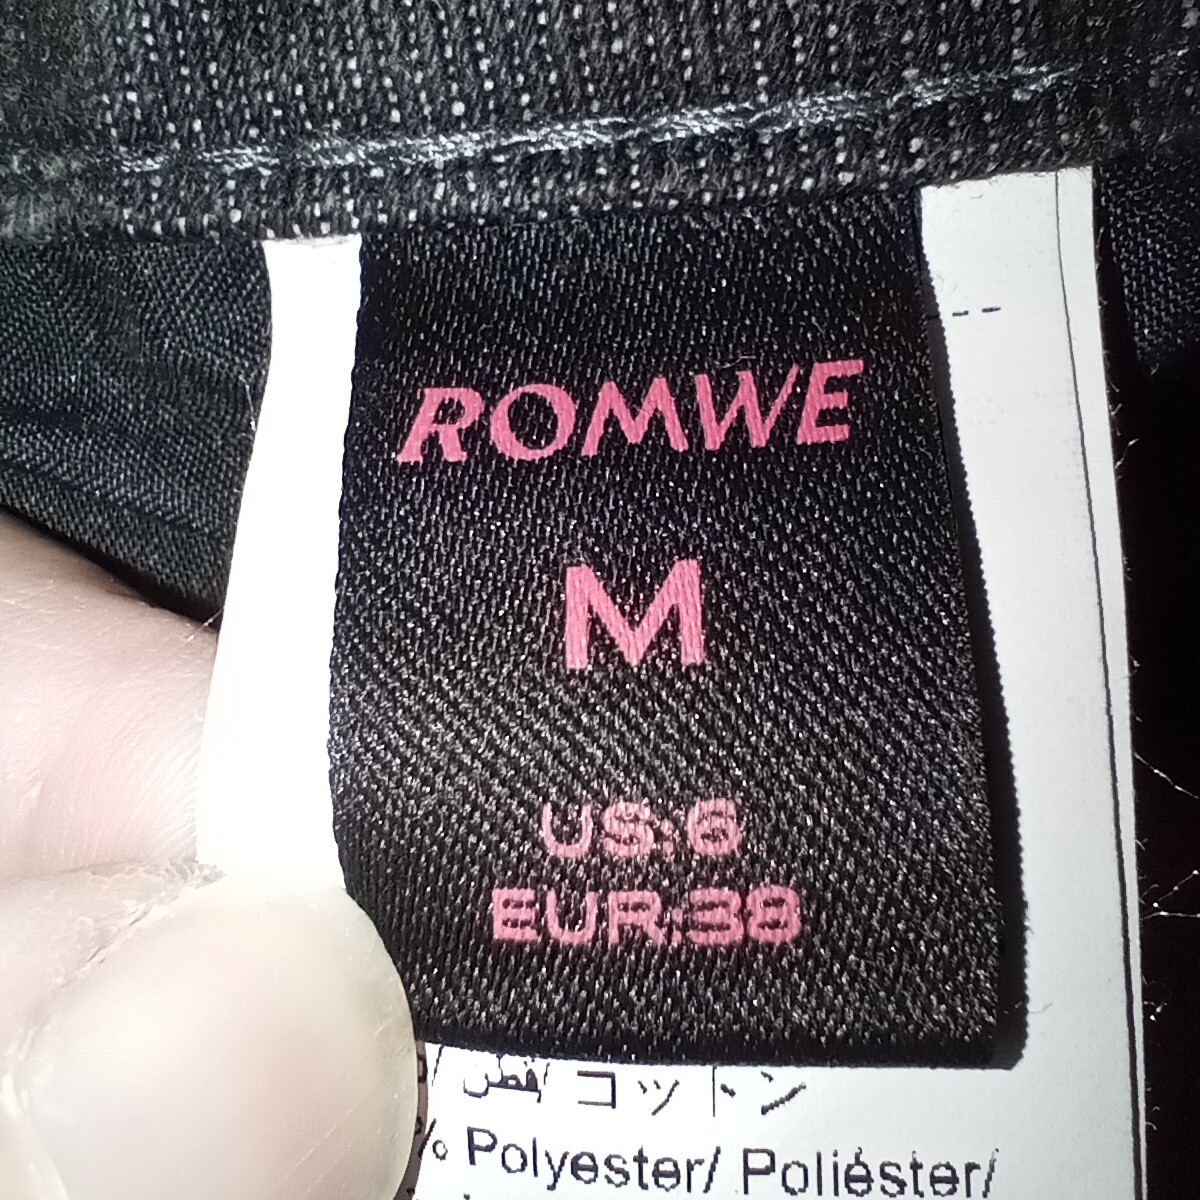 ROMWE
M
US:6
EUR:38
/ قطن/ コットン
% Polyester/ Poliéster/